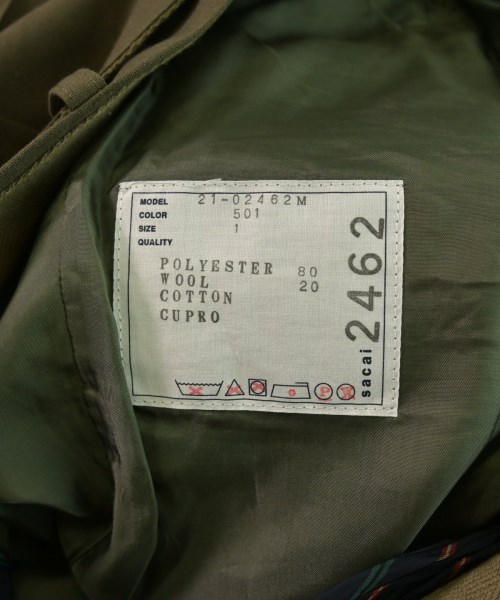 MODEL 21-02462M
COLOR 501
SIZE 1
QUALITY
POLYESTER 80
WOOL 20
COTTON
CUPRO
sacai 2462